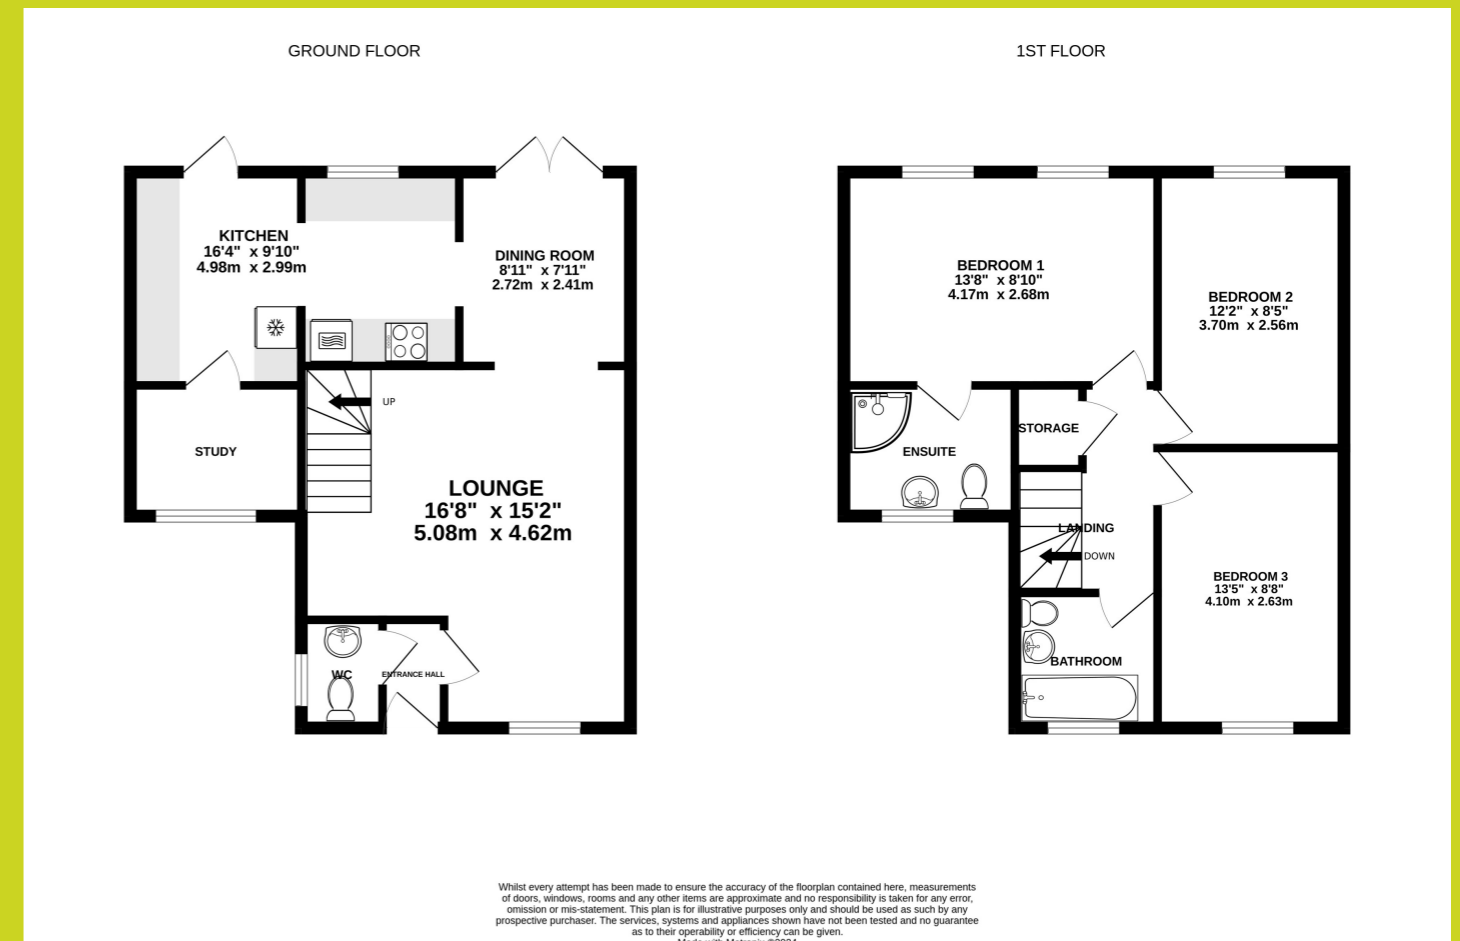 GROUND FLOOR
1ST FLOOR
KITCHEN
16'4" x 9'10"
4.98m x 2.99m
DINING ROOM
8'11" x 7'11"
2.72m x 2.41m
UP
STUDY
LOUNGE
16'8" x 15'2"
5.08m x 4.62m
WC
ENTRANCE HALL
BEDROOM 1
13'8" x 8'10"
4.17m x 2.68m
BEDROOM 2
12'2" x 8'5"
3.70m x 2.56m
STORAGE
ENSUITE
LANDING
DOWN
BEDROOM 3
13'5" x 8'8"
4.10m x 2.63m
BATHROOM
Whilst every attempt has been made to ensure the accuracy of the floorplan contained here, measurements
of doors, windows, rooms and any other items are approximate and no responsibility is taken for any error,
omission or mis-statement. This plan is for illustrative purposes only and should be used as such by any
prospective purchaser. The services, systems and appliances shown have not been tested and no guarantee
as to their operability or efficiency can be given.
Made with Metropix ©2024